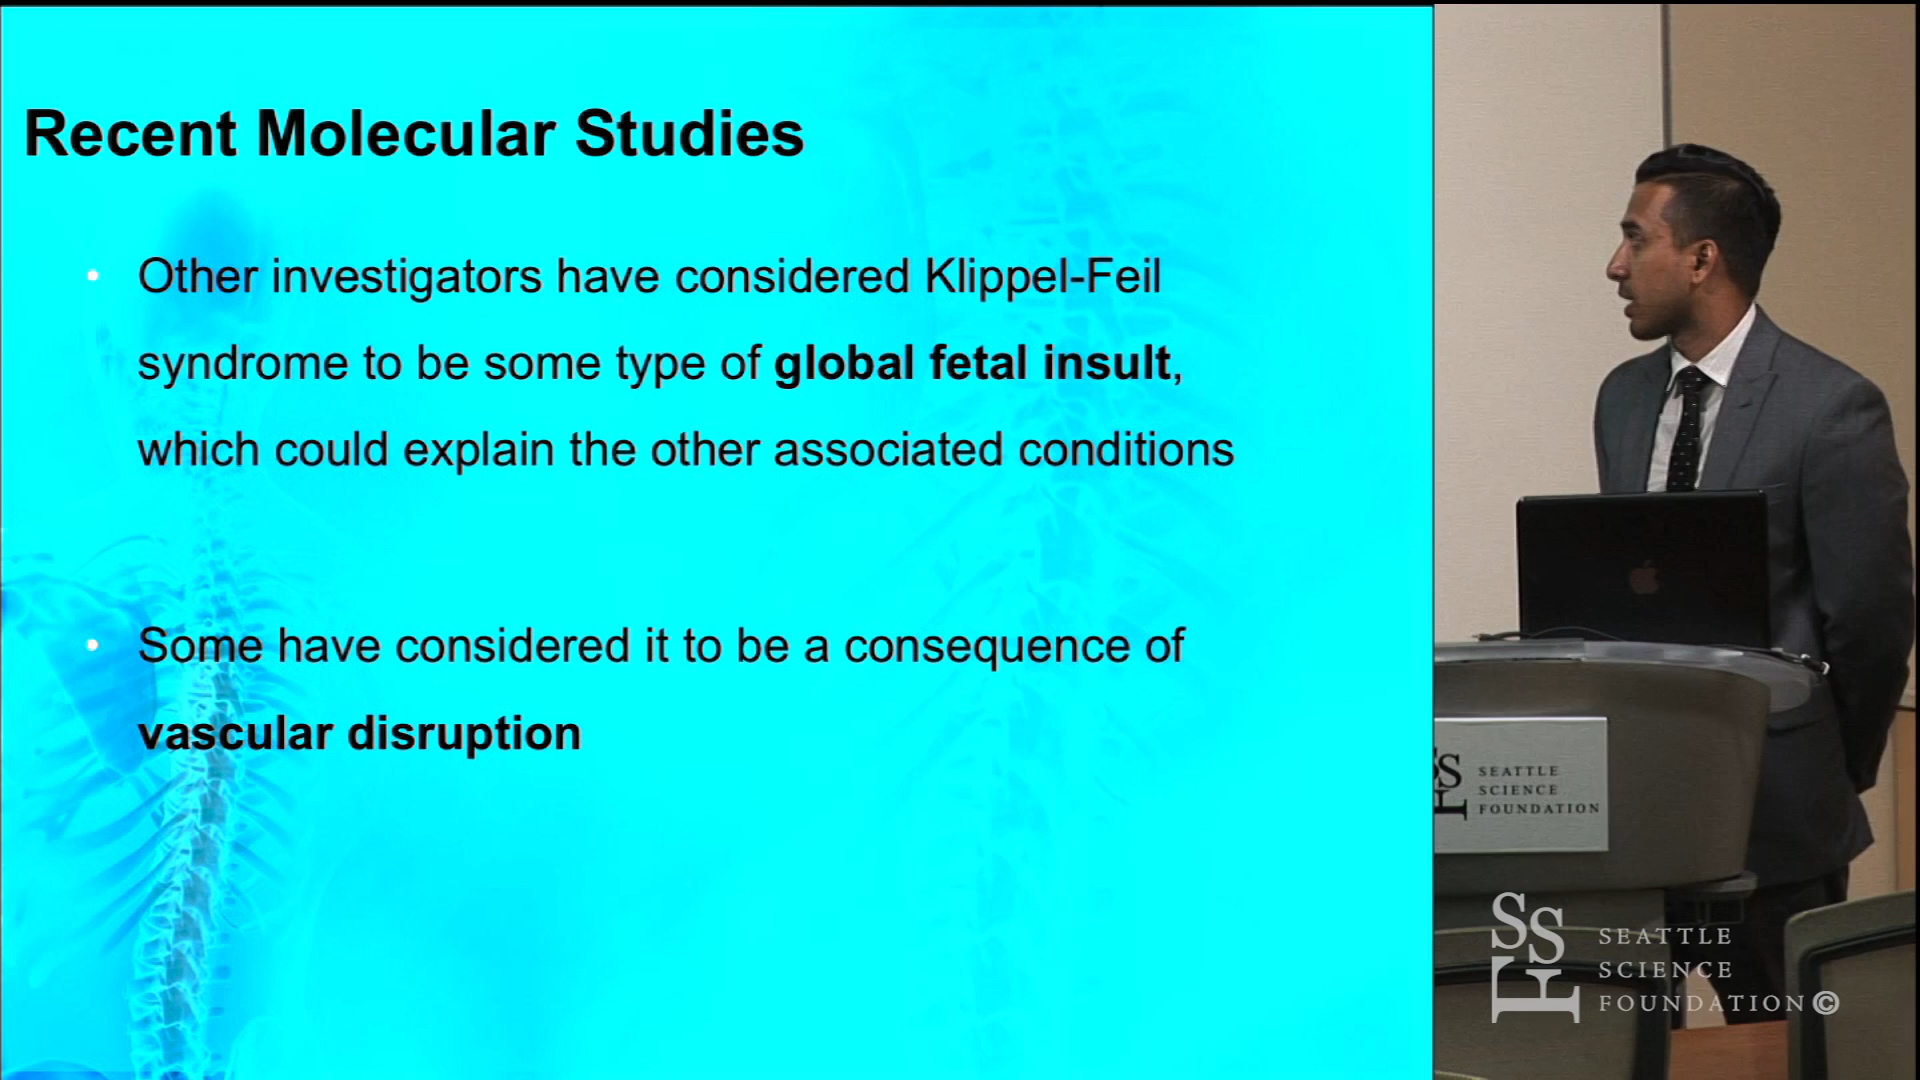 Recent Molecular Studies
• Other investigators have considered Klippel-Feil
syndrome to be some type of global fetal insult,
which could explain the other associated conditions
• Some have considered it to be a consequence of
vascular disruption
SSF
SEATTLE
SCIENCE
FOUNDATION
SSF
SEATTLE
SCIENCE
FOUNDATION©